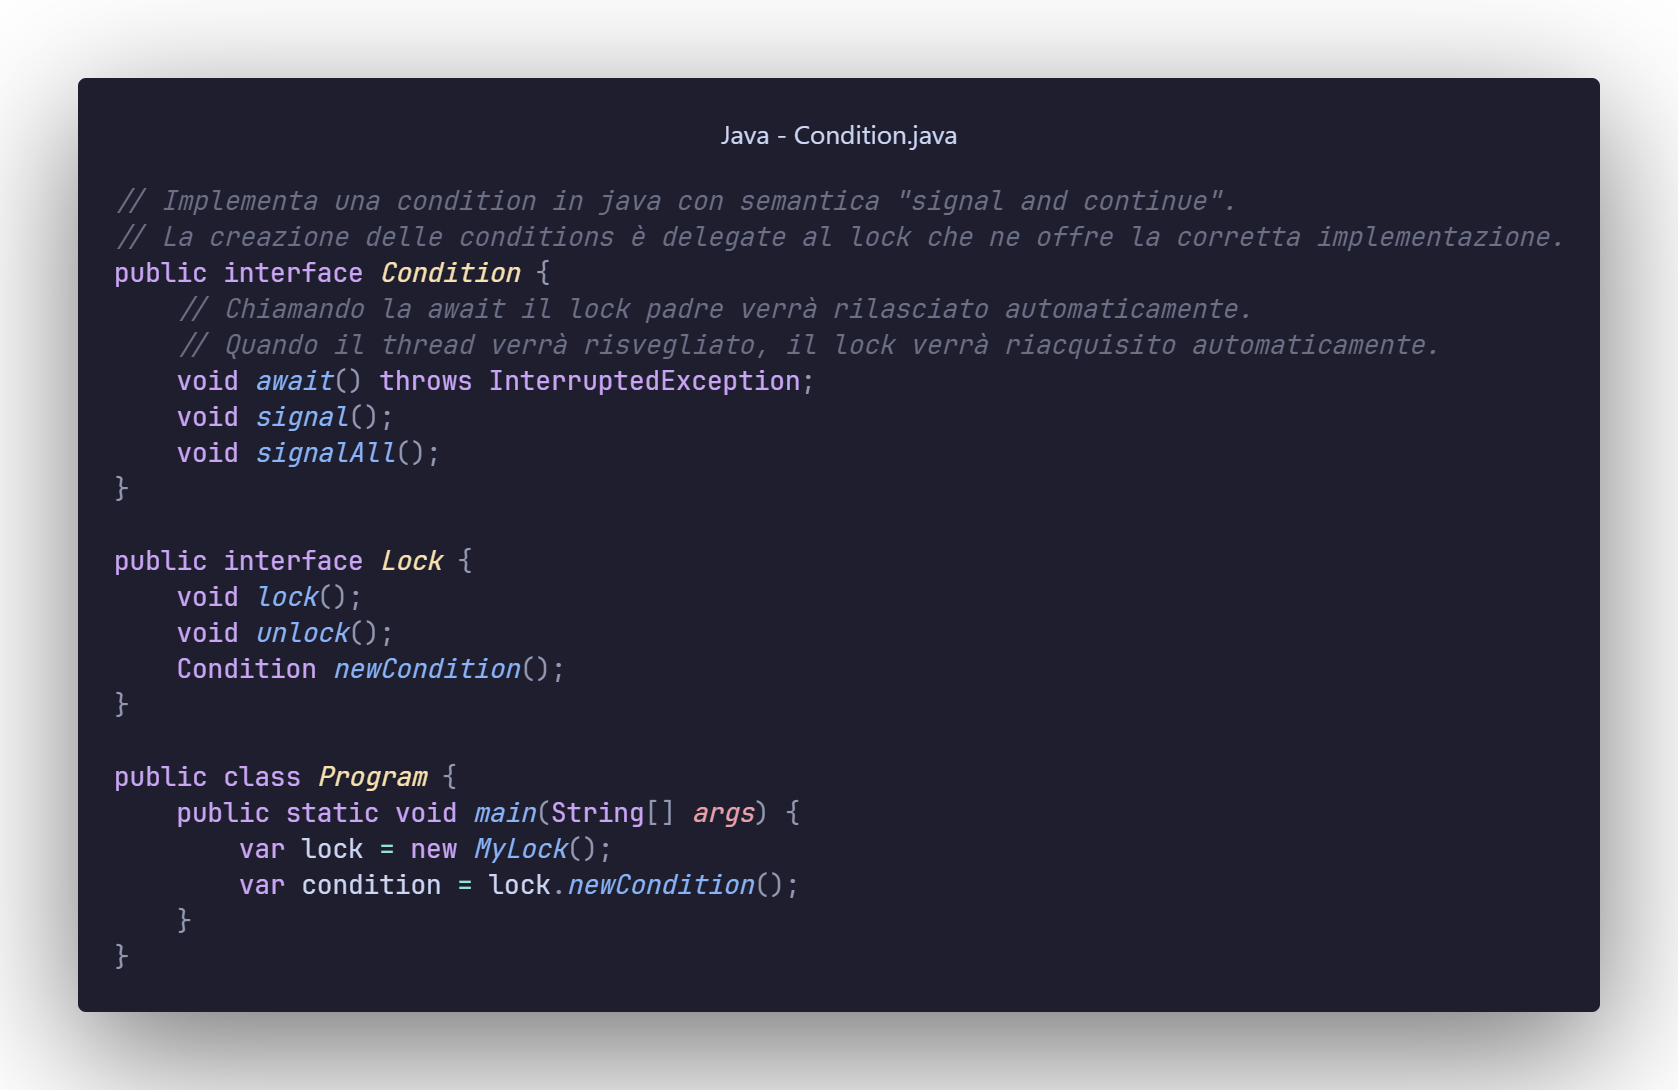 Java - Condition.java
// Implementa una condition in java con semantica "signal and continue".
// La creazione delle conditions è delegate al lock che ne offre la corretta implementazione.
public interface Condition {
    // Chiamando la await il lock padre verrà rilasciato automaticamente.
    // Quando il thread verrà risvegliato, il lock verrà riacquisito automaticamente.
    void await() throws InterruptedException;
    void signal();
    void signalAll();
}
public interface Lock {
    void lock();
    void unlock();
    Condition newCondition();
}
public class Program {
    public static void main(String[] args) {
        var lock = new MyLock();
        var condition = lock.newCondition();
    }
}